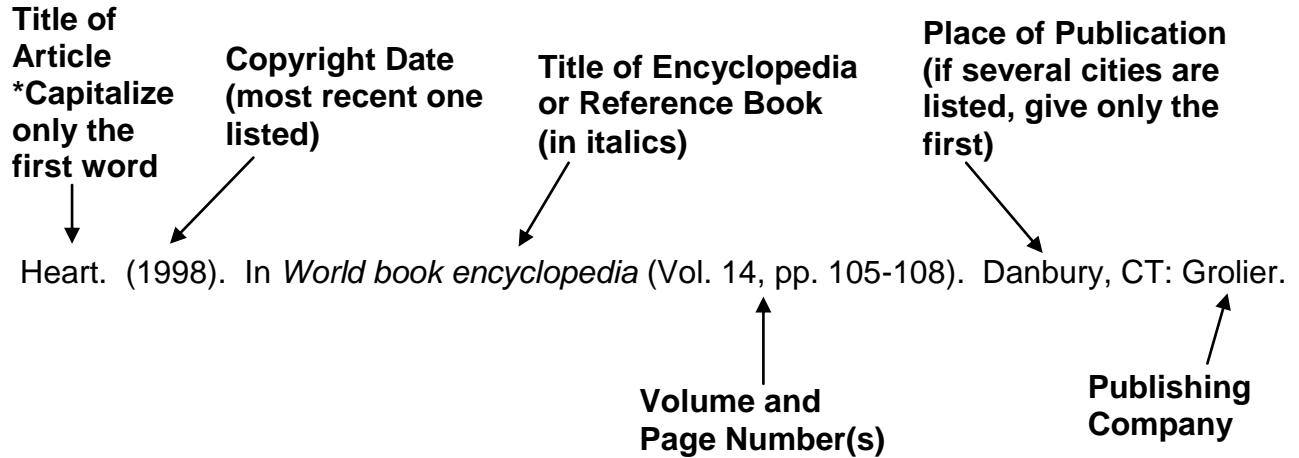 Title of
Article
*Capitalize
only the
first word
Copyright Date
(most recent one
listed)
Title of Encyclopedia
or Reference Book
(in italics)
Place of Publication
(if several cities are
listed, give only the
first)
Heart. (1998). In World book encyclopedia (Vol. 14, pp. 105-108). Danbury, CT: Grolier.
Volume and
Page Number(s)
Publishing
Company